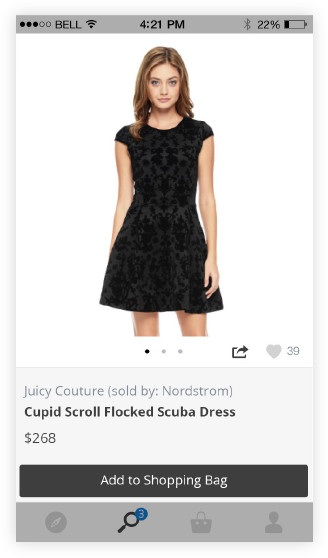 BELL 4:21 PM 22%
39
Juicy Couture (sold by: Nordstrom)
Cupid Scroll Flocked Scuba Dress
$268
Add to Shopping Bag
3